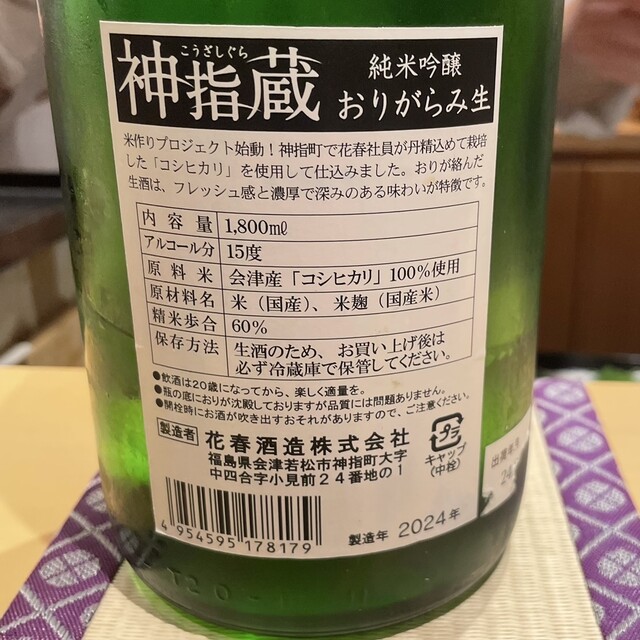 こうざしぐら
神指蔵
純米吟醸
おりがらみ生
米作りプロジェクト始動！神指町で花春社員が丹精込めて栽培
した「コシヒカリ」を使用して仕込みました。おりが絡んだ
生酒は、フレッシュ感と濃厚で深みのある味わいが特徴です。
内容量 1,800㎖
アルコール分 15度
原料米 会津産「コシヒカリ」100%使用
原材料名 米（国産）、米麹（国産米）
精米歩合 60%
保存方法 生酒のため、お買い上げ後は
必ず冷蔵庫で保管してください。
●飲酒は20歳になってから、楽しく適量を。
●瓶の底におりが沈殿しておりますが品質には問題ありません。
●開栓時にお酒が吹き出すおそれがありますので、ご注意ください。
製造者 花春酒造株式会社
福島県会津若松市神指町大字
中四合字小見前24番地の1
プラ
キャップ
(中栓)
4 954595 178179
製造年 2024年
出荷年月
24